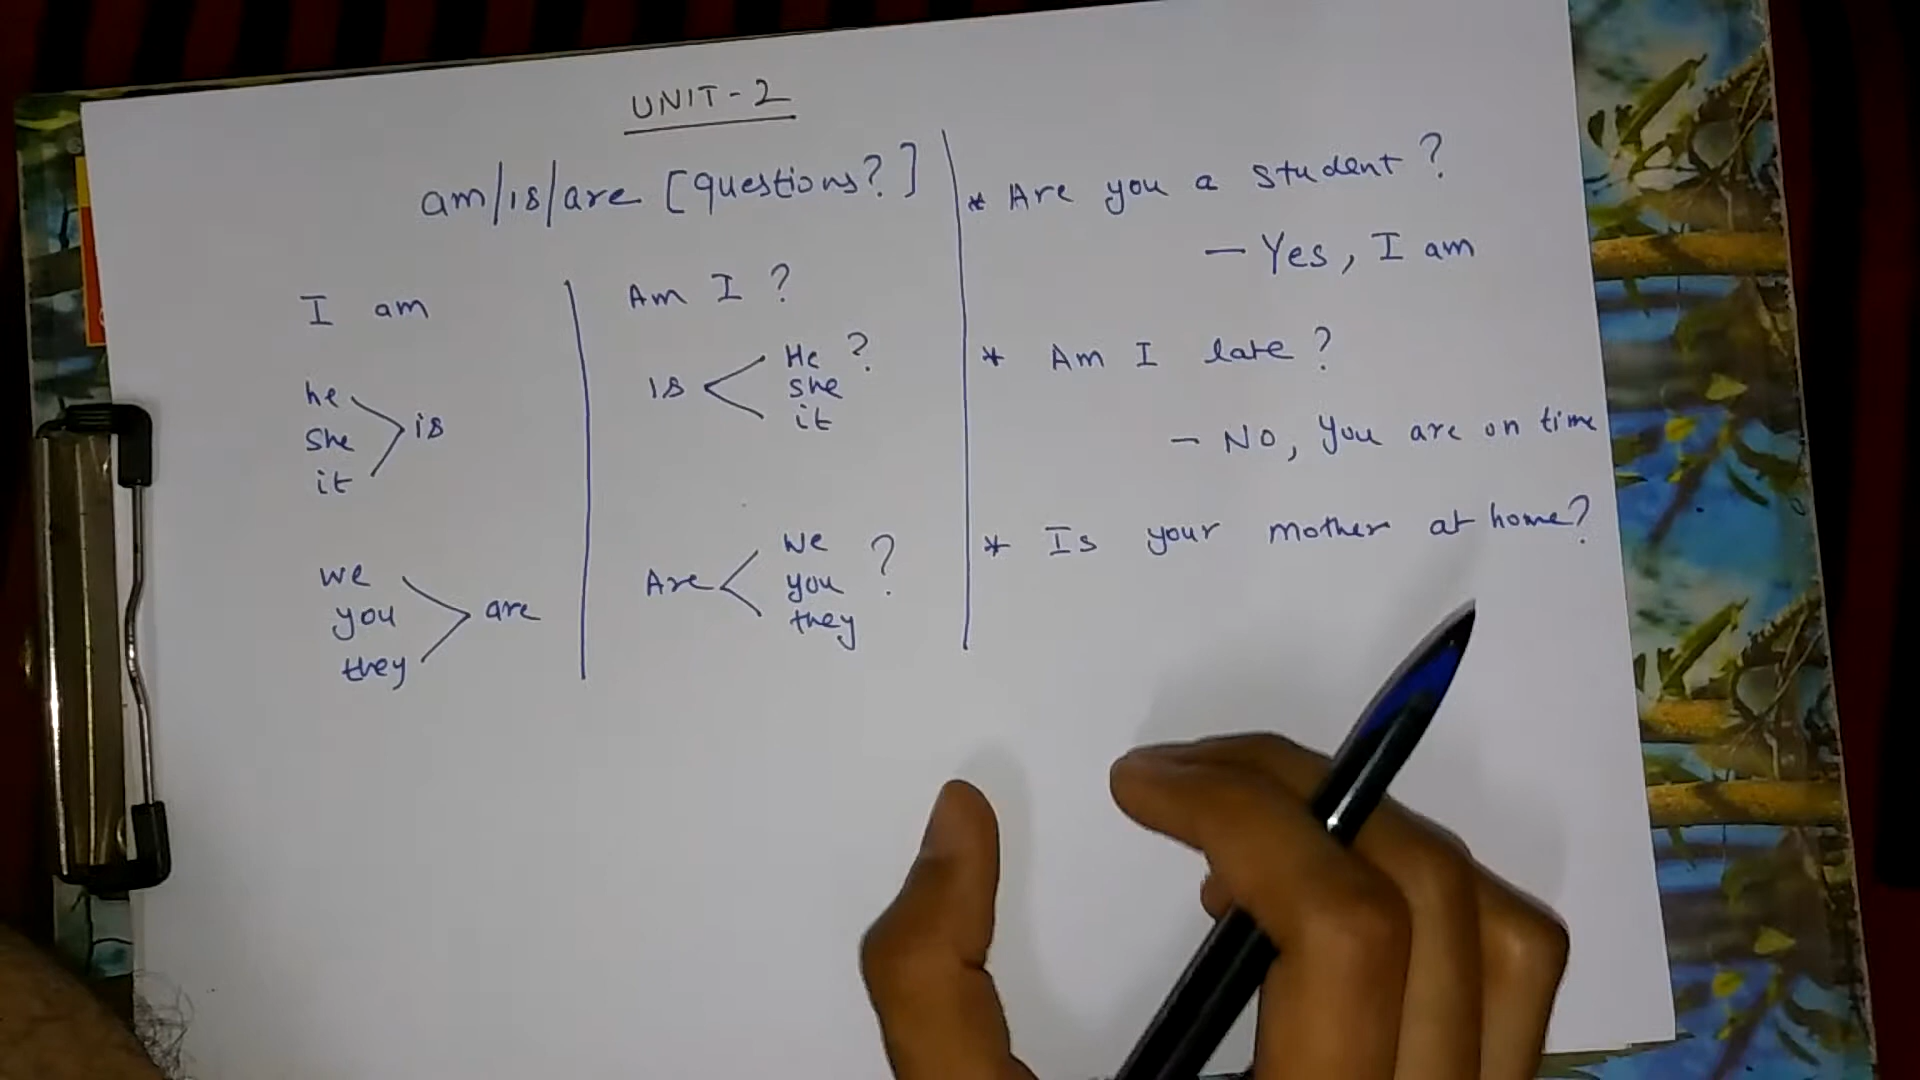 UNIT-2
am/is/are [questions?]
I am
he
she
it
is
we
you
they
are
Am I ?
Is
He ?
she
it
Are
we
you ?
they
* Are you a student ?
- Yes, I am
* Am I late ?
- No, you are on time
* Is your mother at home?